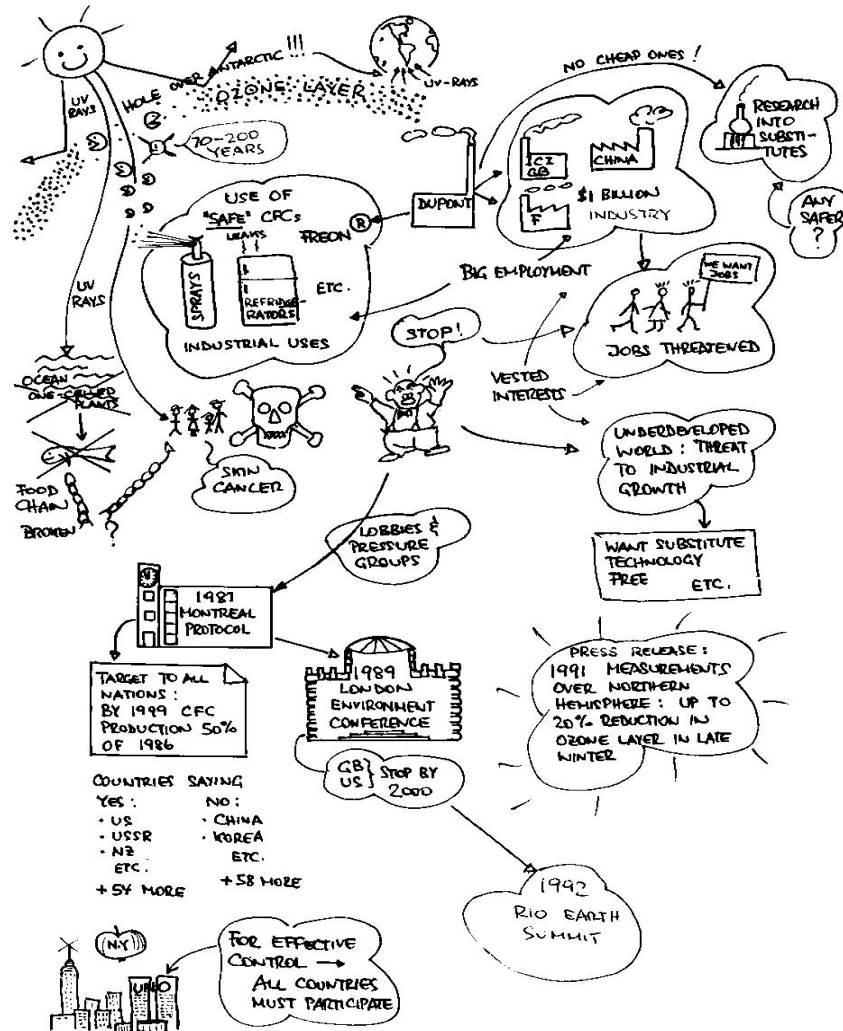 UV
RAYS
HOLE OVER ANTARCTIC !!!
OZONE LAYER
UV-RAYS
70-200
YEARS
NO CHEAP ONES !
RESEARCH
INTO
SUBSTI-
TUTES
ANY
SAFER
?
USE OF
"SAFE" CFCs
LEAKS
FREON ®
SPRAYS
REFRIDGE-
RATORS
ETC.
INDUSTRIAL USES
DUPONT
ICI
GB
CHINA
F
$1 BILLION
INDUSTRY
BIG EMPLOYMENT
WE WANT
JOBS
JOBS THREATENED
STOP!
VESTED
INTERESTS
UV
RAYS
OCEAN
ONE-CELLED
PLANTS
FOOD
CHAIN
BROKEN
?
SKIN
CANCER
UNDERDEVELOPED
WORLD : THREAT
TO INDUSTRIAL
GROWTH
WANT SUBSTITUTE
TECHNOLOGY
FREE
ETC.
LOBBIES &
PRESSURE
GROUPS
1987
MONTREAL
PROTOCOL
TARGET TO ALL
NATIONS :
BY 1999 CFC
PRODUCTION 50%
OF 1986
1989
LONDON
ENVIRONMENT
CONFERENCE
GB } STOP BY
US } 2000
PRESS RELEASE :
1991 MEASUREMENTS
OVER NORTHERN
HEMISPHERE : UP TO
20% REDUCTION IN
OZONE LAYER IN LATE
WINTER
COUNTRIES SAYING
YES :
· US
· USSR
· NZ
ETC.
+54 MORE
NO :
· CHINA
· KOREA
ETC.
+58 MORE
1992
RIO EARTH
SUMMIT
N.Y
UNO
FOR EFFECTIVE
CONTROL →
ALL COUNTRIES
MUST PARTICIPATE